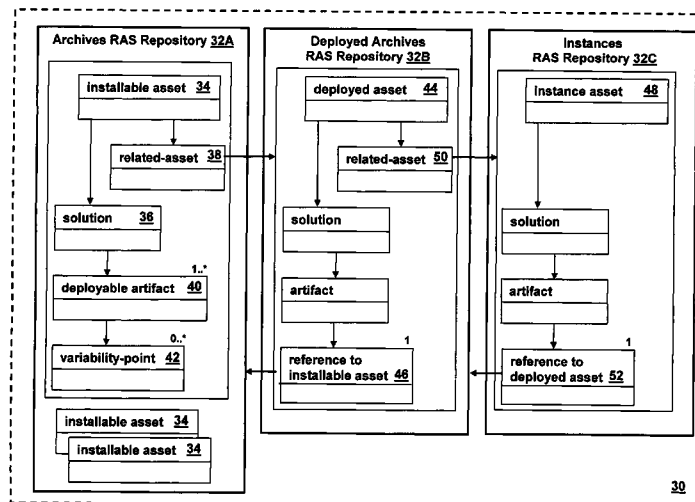 Archives RAS Repository 32A
installable asset 34
related-asset 38
solution 36
1..*
deployable artifact 40
0..*
variability-point 42
installable asset 34
installable asset 34
Deployed Archives
RAS Repository 32B
deployed asset 44
related-asset 50
solution
artifact
1
reference to
installable asset 46
Instances
RAS Repository 32C
Instance asset 48
solution
artifact
1
reference to
deployed asset 52
30